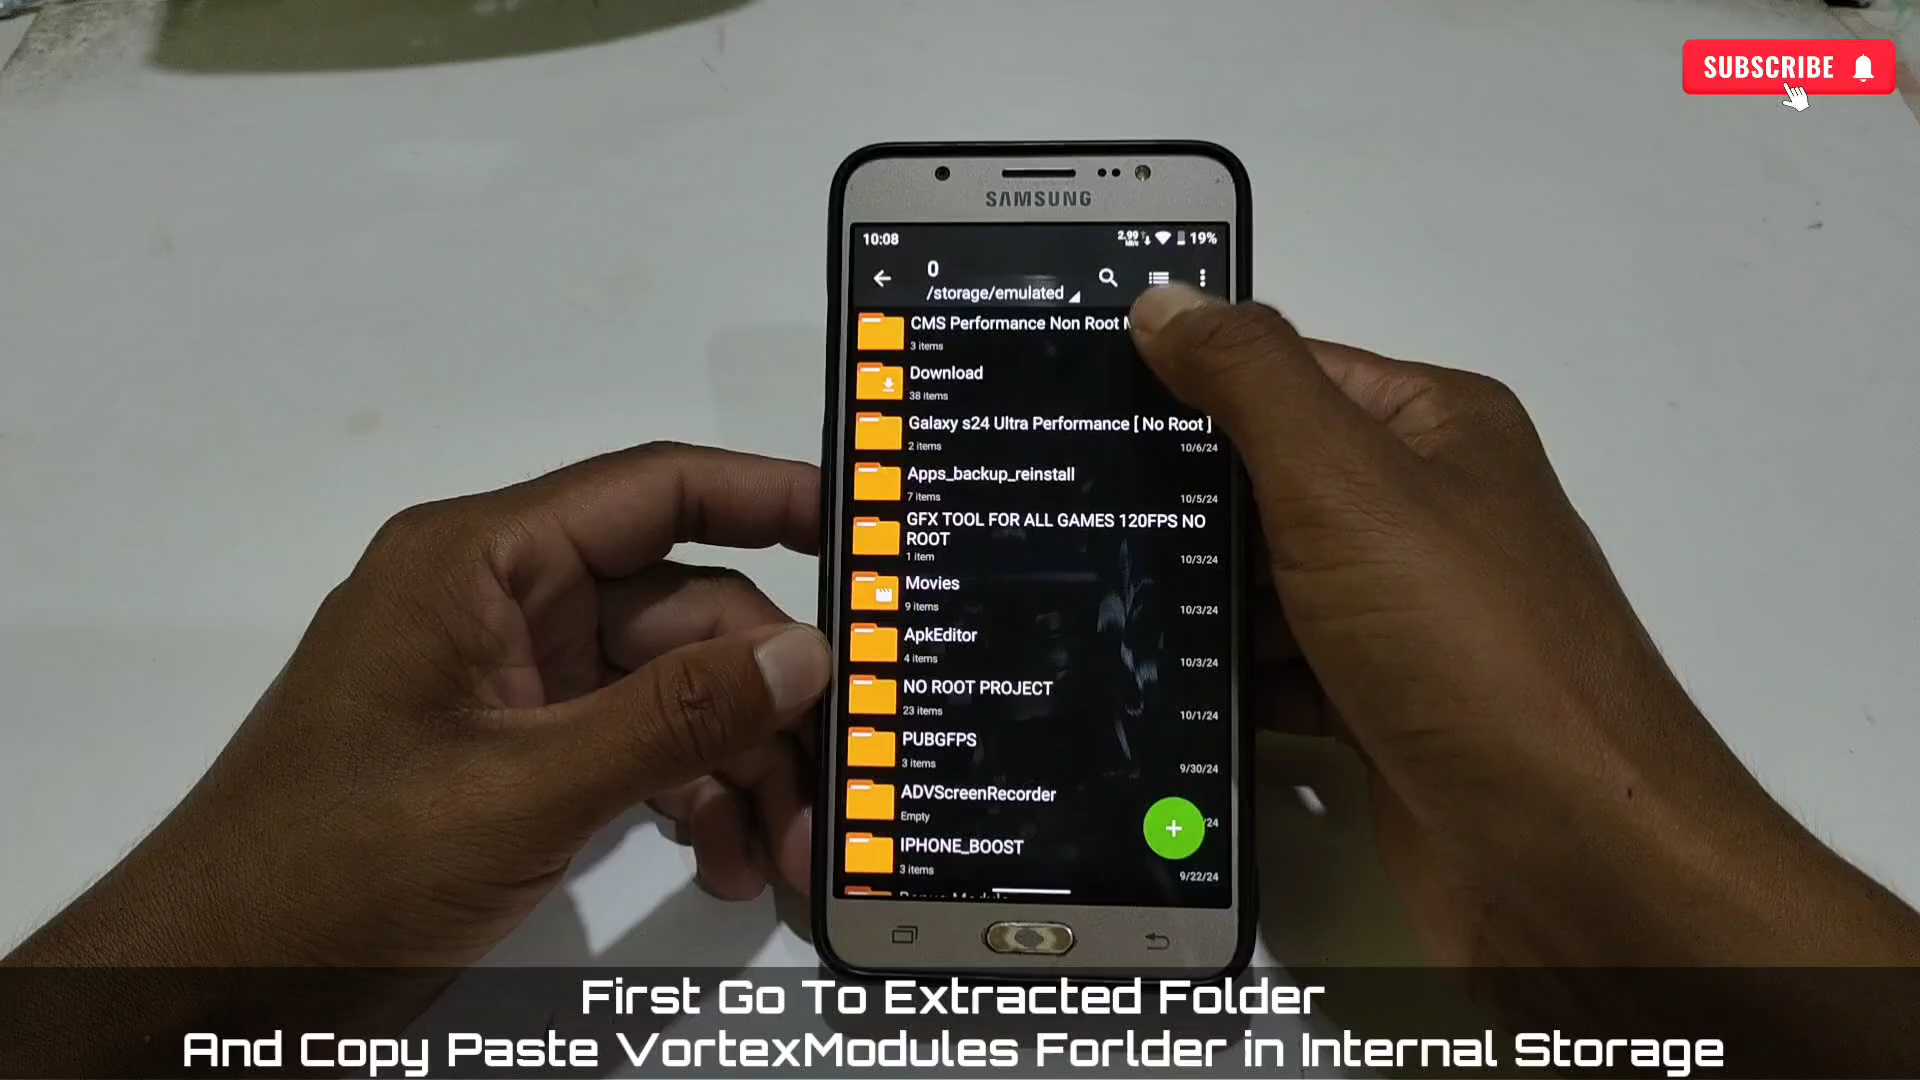 SUBSCRIBE
SAMSUNG
10:08
2.99
19%
0
/storage/emulated
CMS Performance Non Root
3 items
Download
38 items
Galaxy s24 Ultra Performance [ No Root ]
2 items
10/6/24
Apps_backup_reinstall
7 items
10/5/24
GFX TOOL FOR ALL GAMES 120FPS NO
ROOT
1 item
10/3/24
Movies
9 items
10/3/24
ApkEditor
4 items
10/3/24
NO ROOT PROJECT
23 items
10/1/24
PUBGFPS
3 items
9/30/24
ADVScreenRecorder
Empty
/24
IPHONE_BOOST
3 items
9/22/24
First Go To Extracted Folder
And Copy Paste VortexModules Forlder in Internal Storage